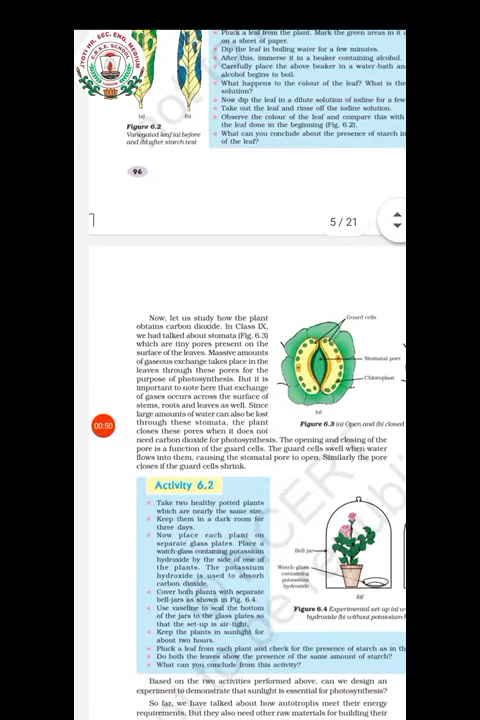 Pluck a leaf from the plant. Mark the green areas in it a
on a sheet of paper.
Dip the leaf in boiling water for a few minutes.
After this, immerse it in a beaker containing alcohol.
Carefully place the above beaker in a water-bath an
alcohol begins to boil.
What happens to the colour of the leaf? What is the
solution?
Now dip the leaf in a dilute solution of iodine for a few
Take out the leaf and rinse off the iodine solution.
Observe the colour of the leaf and compare this with
the leaf done in the beginning (Fig. 6.2).
What can you conclude about the presence of starch in
of the leaf?
JYOTI HR. SEC. ENG. MEDIUM
C.B.S.E. SCHOOL
(a)
(b)
Figure 6.2
Variegated leaf (a) before
and (b) after starch test
96
5 / 21
Now, let us study how the plant
obtains carbon dioxide. In Class IX,
we had talked about stomata (Fig. 6.3)
which are tiny pores present on the
surface of the leaves. Massive amounts
of gaseous exchange takes place in the
leaves through these pores for the
purpose of photosynthesis. But it is
important to note here that exchange
of gases occurs across the surface of
stems, roots and leaves as well. Since
large amounts of water can also be lost
through these stomata, the plant
closes these pores when it does not
need carbon dioxide for photosynthesis. The opening and closing of the
pore is a function of the guard cells. The guard cells swell when water
flows into them, causing the stomatal pore to open. Similarly the pore
closes if the guard cells shrink.
Guard cells
Stomatal pore
Chloroplast
(a)
Figure 6.3 (a) Open and (b) closed
00:50
Activity 6.2
Take two healthy potted plants
which are nearly the same size.
Keep them in a dark room for
three days.
Now place each plant on
separate glass plates. Place a
watch-glass containing potassium
hydroxide by the side of one of
the plants. The potassium
hydroxide is used to absorb
carbon dioxide.
Cover both plants with separate
bell-jars as shown in Fig. 6.4.
Use vaseline to seal the bottom
of the jars to the glass plates so
that the set-up is air-tight.
Keep the plants in sunlight for
about two hours.
Pluck a leaf from each plant and check for the presence of starch as in th
Do both the leaves show the presence of the same amount of starch?
What can you conclude from this activity?
Bell jar
Watch-glass
containing
potassium
hydroxide
(a)
Figure 6.4 Experimental set-up (a) w
hydroxide (b) without potassium h
Based on the two activities performed above, can we design an
experiment to demonstrate that sunlight is essential for photosynthesis?
So far, we have talked about how autotrophs meet their energy
requirements. But they also need other raw materials for building their